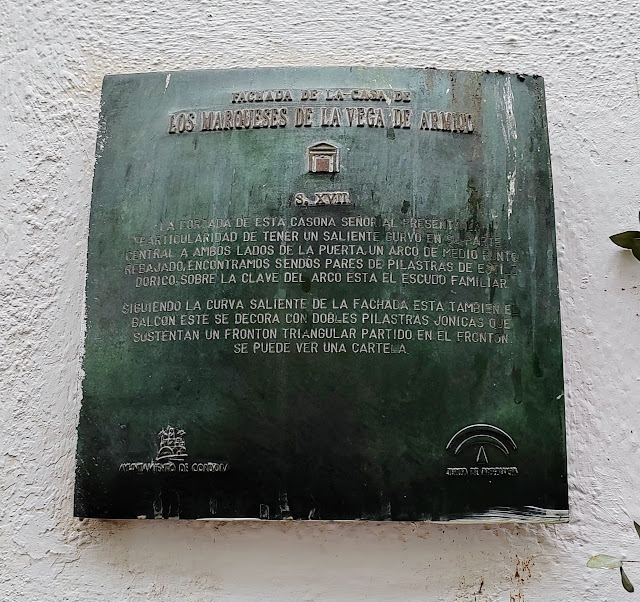 FACHADA DE LA CASA DE
LOS MARQUESES DE LA VEGA DE ARMIJO
S. XVII
LA PORTADA DE ESTA CASONA SEÑORIAL PRESENTA LA
PARTICULARIDAD DE TENER UN SALIENTE CURVO EN SU PARTE
CENTRAL A AMBOS LADOS DE LA PUERTA, UN ARCO DE MEDIO PUNTO
REBAJADO, ENCONTRAMOS SENDOS PARES DE PILASTRAS DE ESTILO
DORICO. SOBRE LA CLAVE DEL ARCO ESTA EL ESCUDO FAMILIAR
SIGUIENDO LA CURVA SALIENTE DE LA FACHADA ESTA TAMBIEN EL
BALCON ESTE SE DECORA CON DOBLES PILASTRAS JONICAS QUE
SUSTENTAN UN FRONTON TRIANGULAR PARTIDO EN EL FRONTON
SE PUEDE VER UNA CARTELA.
AYUNTAMIENTO DE CORDOBA
JUNTA DE ANDALUCIA